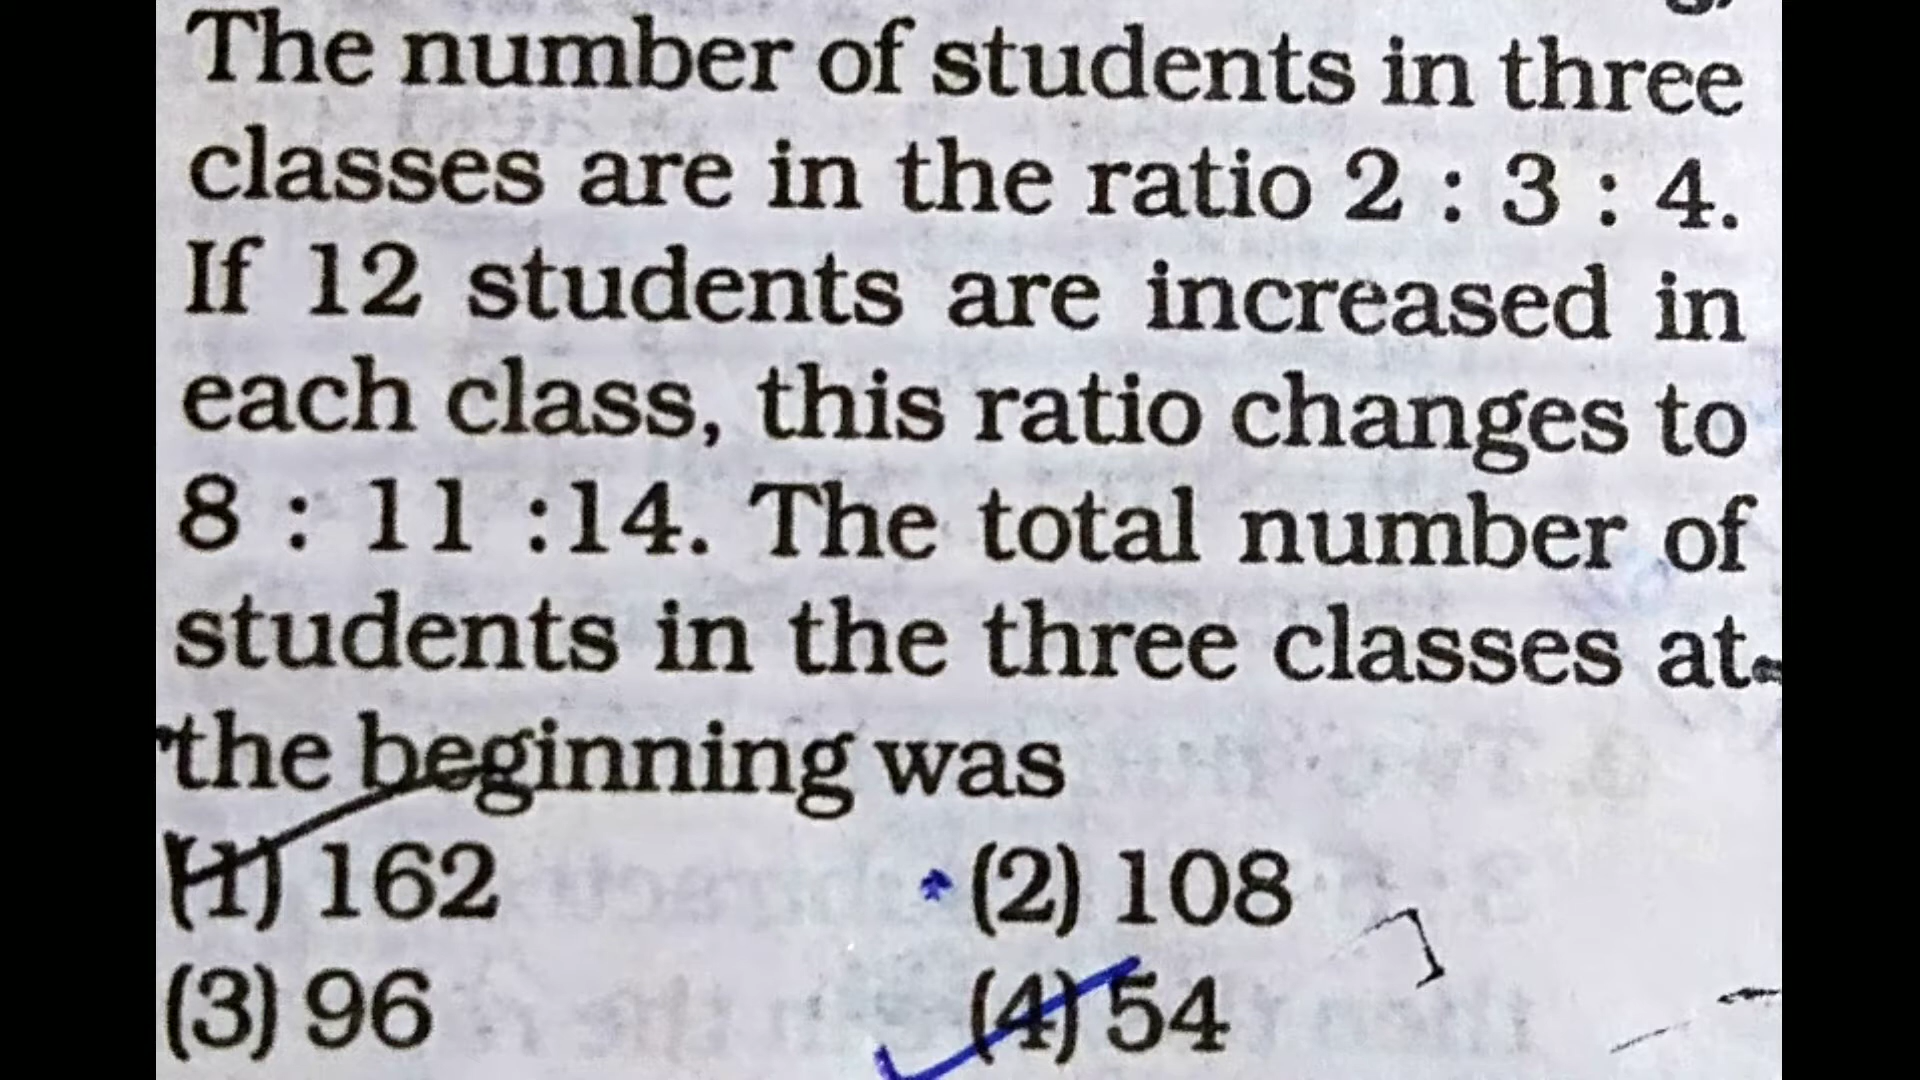 The number of students in three
classes are in the ratio 2 : 3 : 4.
If 12 students are increased in
each class, this ratio changes to
8 : 11 :14. The total number of
students in the three classes at
the beginning was
(1) 162 (2) 108
(3) 96 (4) 54